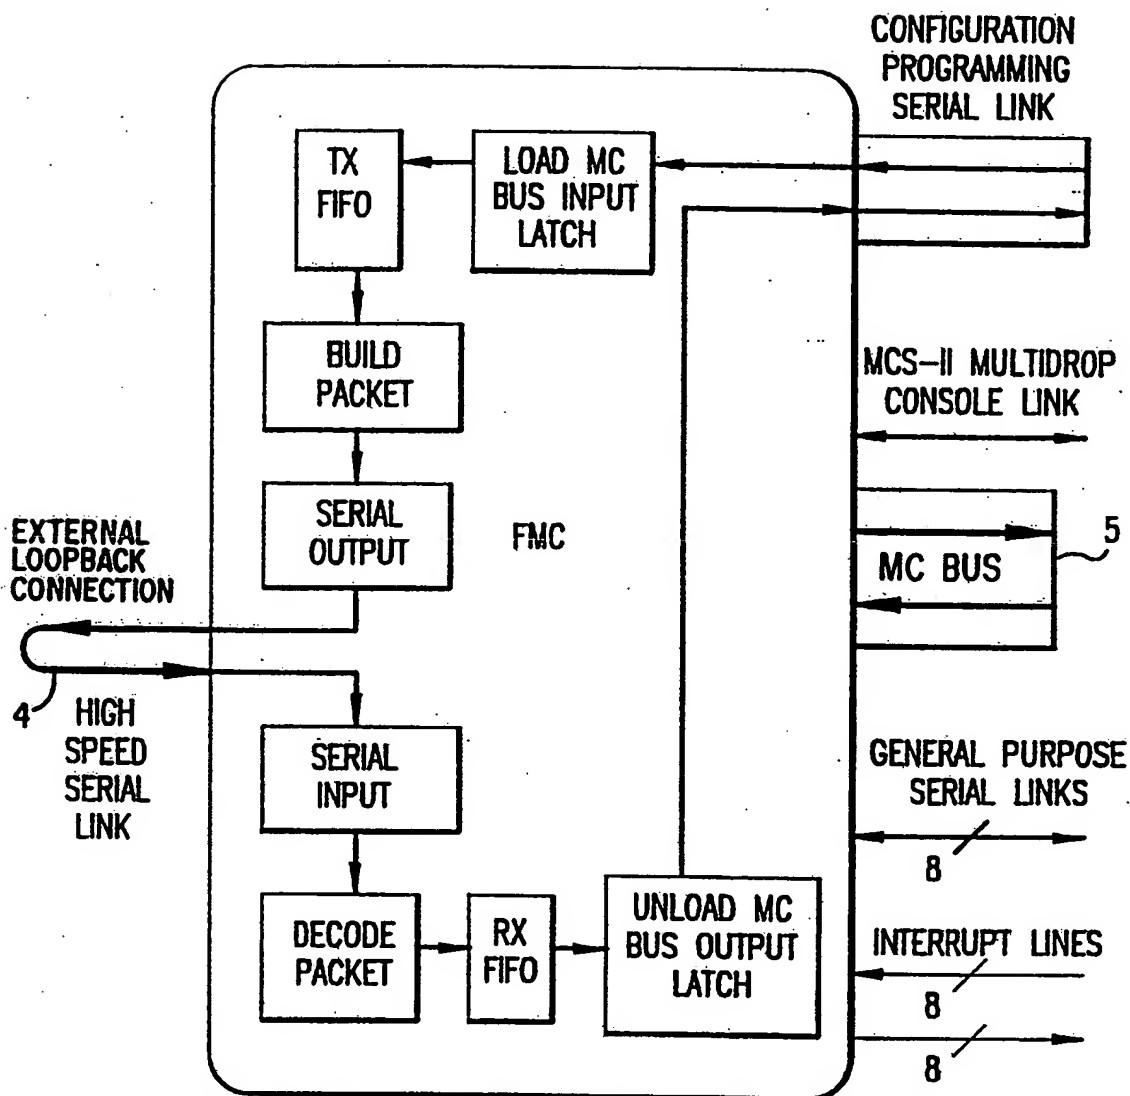 CONFIGURATION
PROGRAMMING
SERIAL LINK
TX
FIFO
LOAD MC
BUS INPUT
LATCH
BUILD
PACKET
MCS-II MULTIDROP
CONSOLE LINK
SERIAL
OUTPUT
FMC
EXTERNAL
LOOPBACK
CONNECTION
MC BUS
5
4
HIGH
SPEED
SERIAL
LINK
SERIAL
INPUT
GENERAL PURPOSE
SERIAL LINKS
8
DECODE
PACKET
RX
FIFO
UNLOAD MC
BUS OUTPUT
LATCH
INTERRUPT LINES
8
8